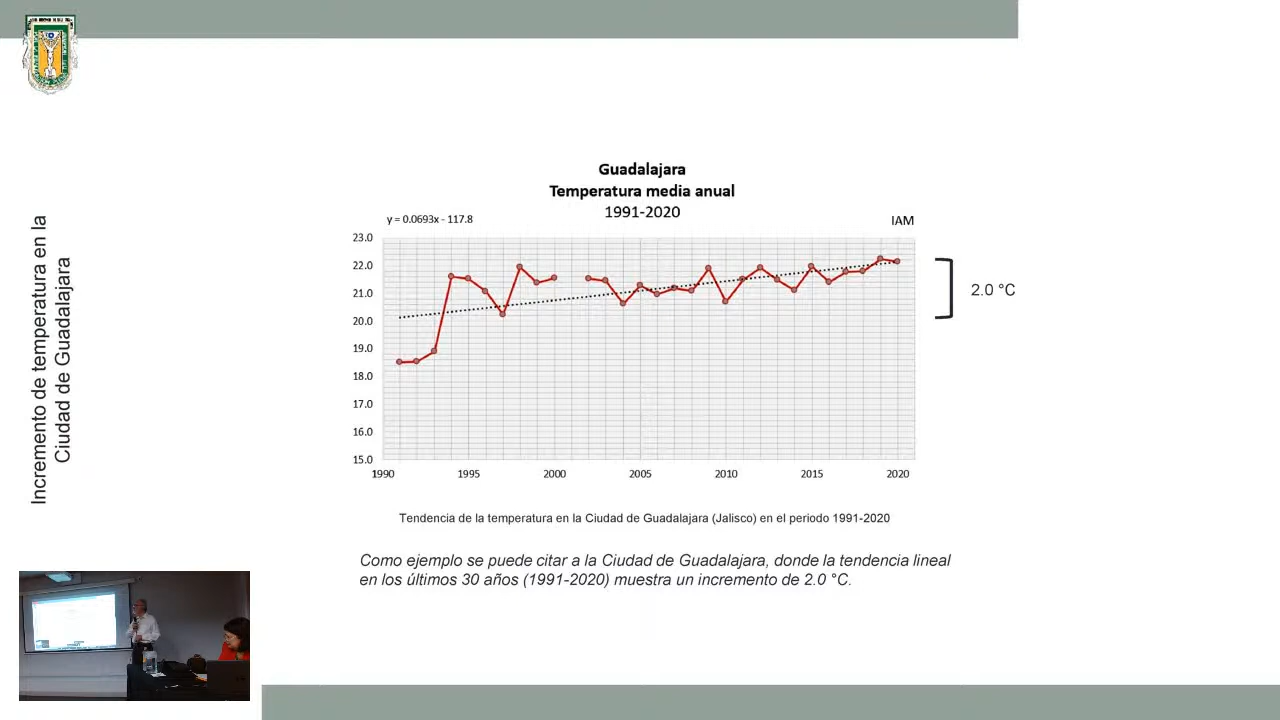 Incremento de temperatura en la
Ciudad de Guadalajara
Guadalajara
Temperatura media anual
1991-2020
y = 0.0693x - 117.8
IAM
23.0
22.0
21.0
20.0
19.0
18.0
17.0
16.0
15.0
1990
1995
2000
2005
2010
2015
2020
2.0 °C
Tendencia de la temperatura en la Ciudad de Guadalajara (Jalisco) en el periodo 1991-2020
Como ejemplo se puede citar a la Ciudad de Guadalajara, donde la tendencia lineal
en los últimos 30 años (1991-2020) muestra un incremento de 2.0 °C.